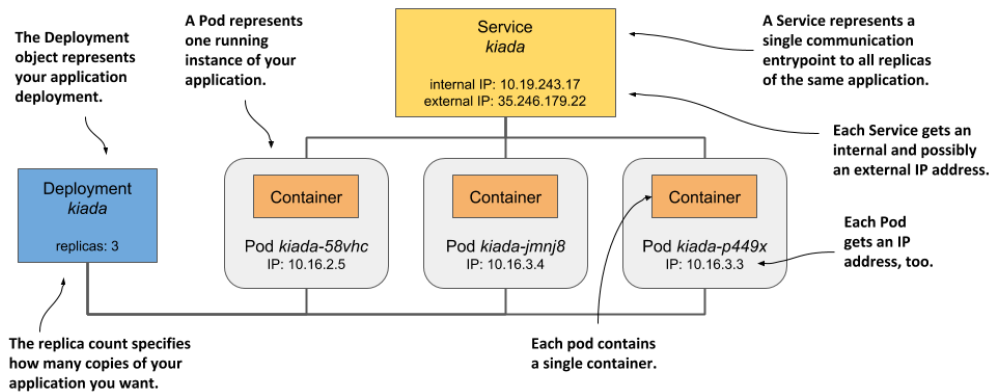 The Deployment
object represents
your application
deployment.
A Pod represents
one running
instance of your
application.
Service
kiada
internal IP: 10.19.243.17
external IP: 35.246.179.22
A Service represents a
single communication
entrypoint to all replicas
of the same application.
Each Service gets an
internal and possibly
an external IP address.
Deployment
kiada
replicas: 3
Container
Pod kiada-58vhc
IP: 10.16.2.5
Container
Pod kiada-jmnj8
IP: 10.16.3.4
Container
Pod kiada-p449x
IP: 10.16.3.3
Each Pod
gets an IP
address, too.
The replica count specifies
how many copies of your
application you want.
Each pod contains
a single container.